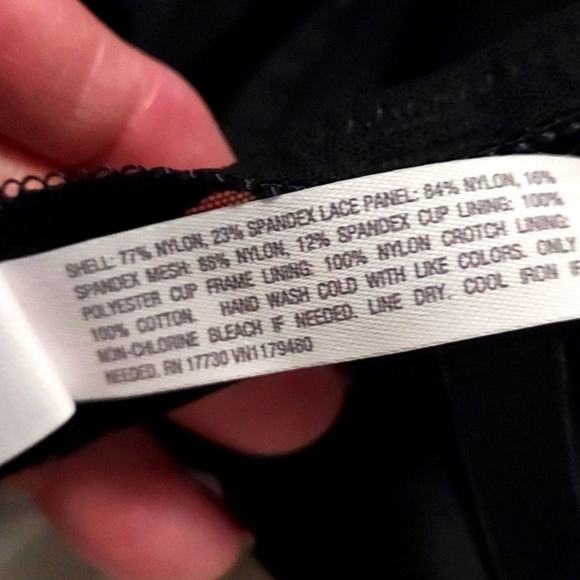 SHELL: 77% NYLON, 23% SPANDEX LACE PANEL: 84% NYLON, 16%
SPANDEX MESH: 88% NYLON, 12% SPANDEX CUP LINING: 100%
POLYESTER CUP FRAME LINING: 100% NYLON CROTCH LINING:
100% COTTON. HAND WASH COLD WITH LIKE COLORS. ONLY
NON-CHLORINE BLEACH IF NEEDED. LINE DRY. COOL IRON IF
NEEDED. RN 17730 VN1179480